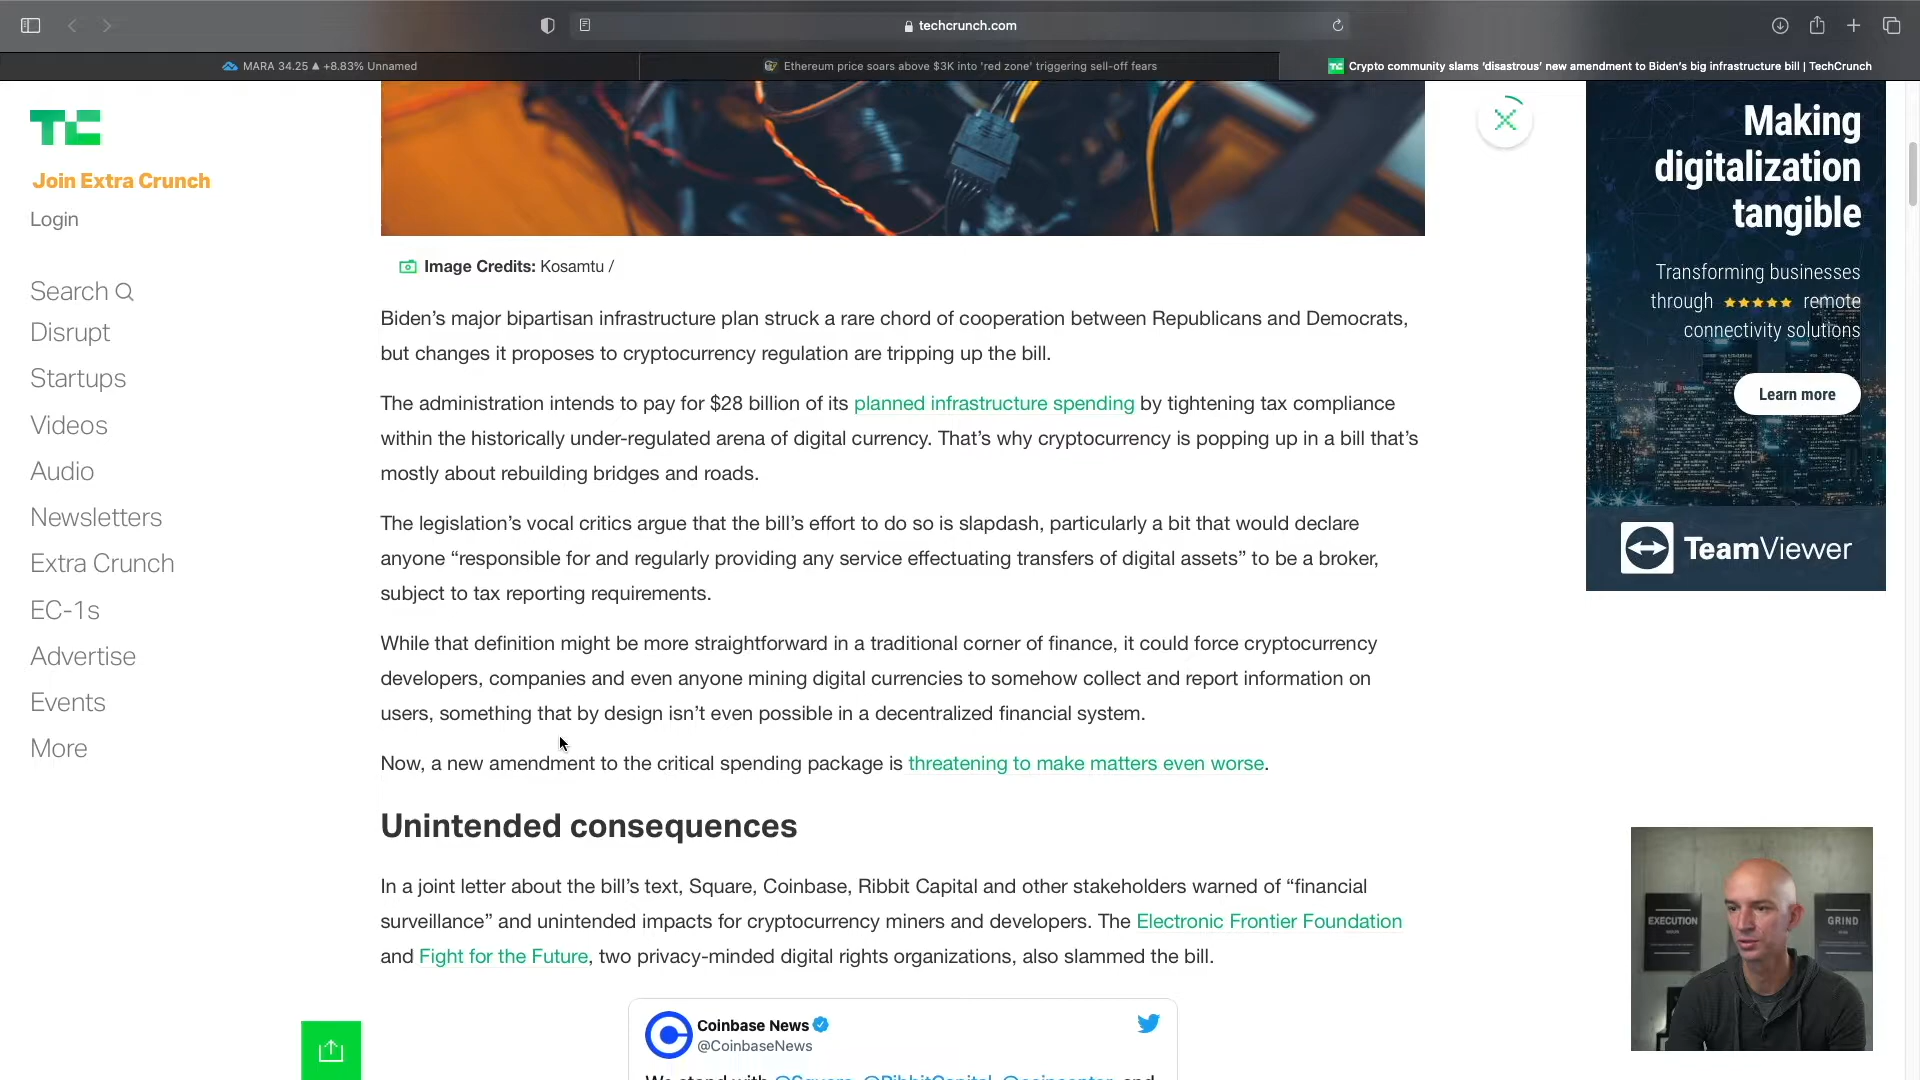 techcrunch.com
MARA 34.25 ▲ +8.83% Unnamed
Ethereum price soars above $3K into 'red zone' triggering sell-off fears
Crypto community slams 'disastrous' new amendment to Biden's big infrastructure bill | TechCrunch
Join Extra Crunch
Login
Search
Disrupt
Startups
Videos
Audio
Newsletters
Extra Crunch
EC-1s
Advertise
Events
More
Image Credits: Kosamtu /
Biden’s major bipartisan infrastructure plan struck a rare chord of cooperation between Republicans and Democrats,
but changes it proposes to cryptocurrency regulation are tripping up the bill.
The administration intends to pay for $28 billion of its planned infrastructure spending by tightening tax compliance
within the historically under-regulated arena of digital currency. That’s why cryptocurrency is popping up in a bill that’s
mostly about rebuilding bridges and roads.
The legislation’s vocal critics argue that the bill’s effort to do so is slapdash, particularly a bit that would declare
anyone “responsible for and regularly providing any service effectuating transfers of digital assets” to be a broker,
subject to tax reporting requirements.
While that definition might be more straightforward in a traditional corner of finance, it could force cryptocurrency
developers, companies and even anyone mining digital currencies to somehow collect and report information on
users, something that by design isn’t even possible in a decentralized financial system.
Now, a new amendment to the critical spending package is threatening to make matters even worse.
Unintended consequences
In a joint letter about the bill’s text, Square, Coinbase, Ribbit Capital and other stakeholders warned of “financial
surveillance” and unintended impacts for cryptocurrency miners and developers. The Electronic Frontier Foundation
and Fight for the Future, two privacy-minded digital rights organizations, also slammed the bill.
Coinbase News
@CoinbaseNews
We stand with @Square, @RibbitCapital, @coincenter, and
Making
digitalization
tangible
Transforming businesses
through ★★★★★ remote
connectivity solutions
Learn more
TeamViewer
EXECUTION
GRIND